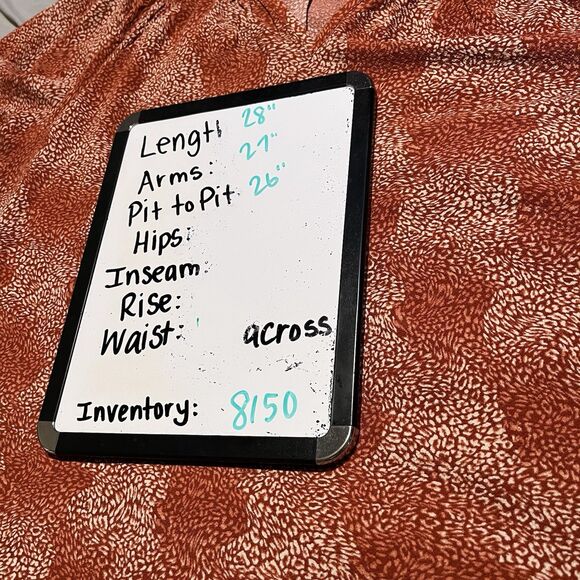 Length 28"
Arms: 27"
Pit to Pit 26"
Hips:
Inseam:
Rise:
Waist: across
Inventory: 8150